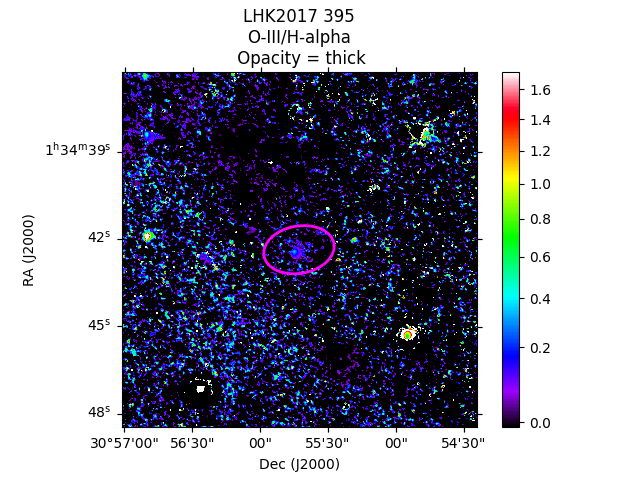 LHK2017 395
O-III/H-alpha
Opacity = thick
1ʰ34ᵐ39ˢ
42ˢ
45ˢ
48ˢ
RA (J2000)
30°57'00" 56'30" 00" 55'30" 00" 54'30"
Dec (J2000)
1.6
1.4
1.2
1.0
0.8
0.6
0.4
0.2
0.0